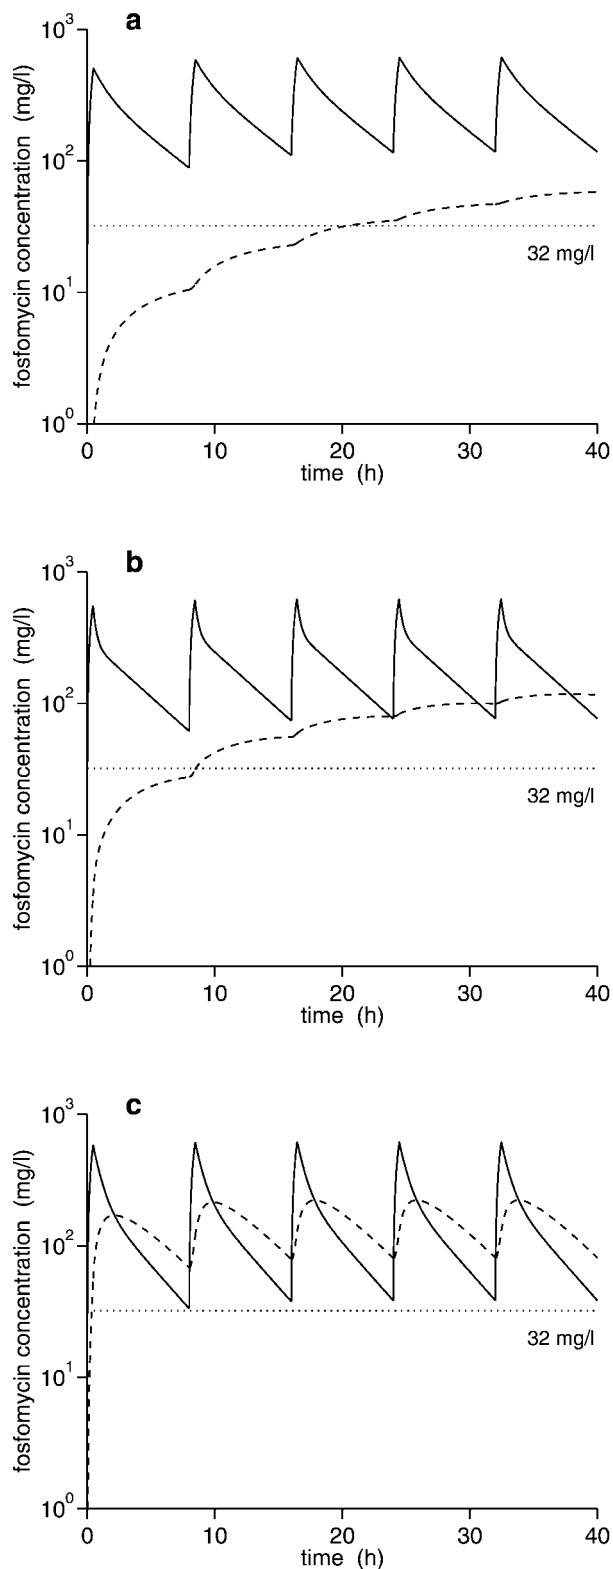 a
fosfomycin concentration (mg/l)
10³
10²
10¹
10⁰
32 mg/l
0 10 20 30 40
time (h)
b
fosfomycin concentration (mg/l)
10³
10²
10¹
10⁰
32 mg/l
0 10 20 30 40
time (h)
c
fosfomycin concentration (mg/l)
10³
10²
10¹
10⁰
32 mg/l
0 10 20 30 40
time (h)